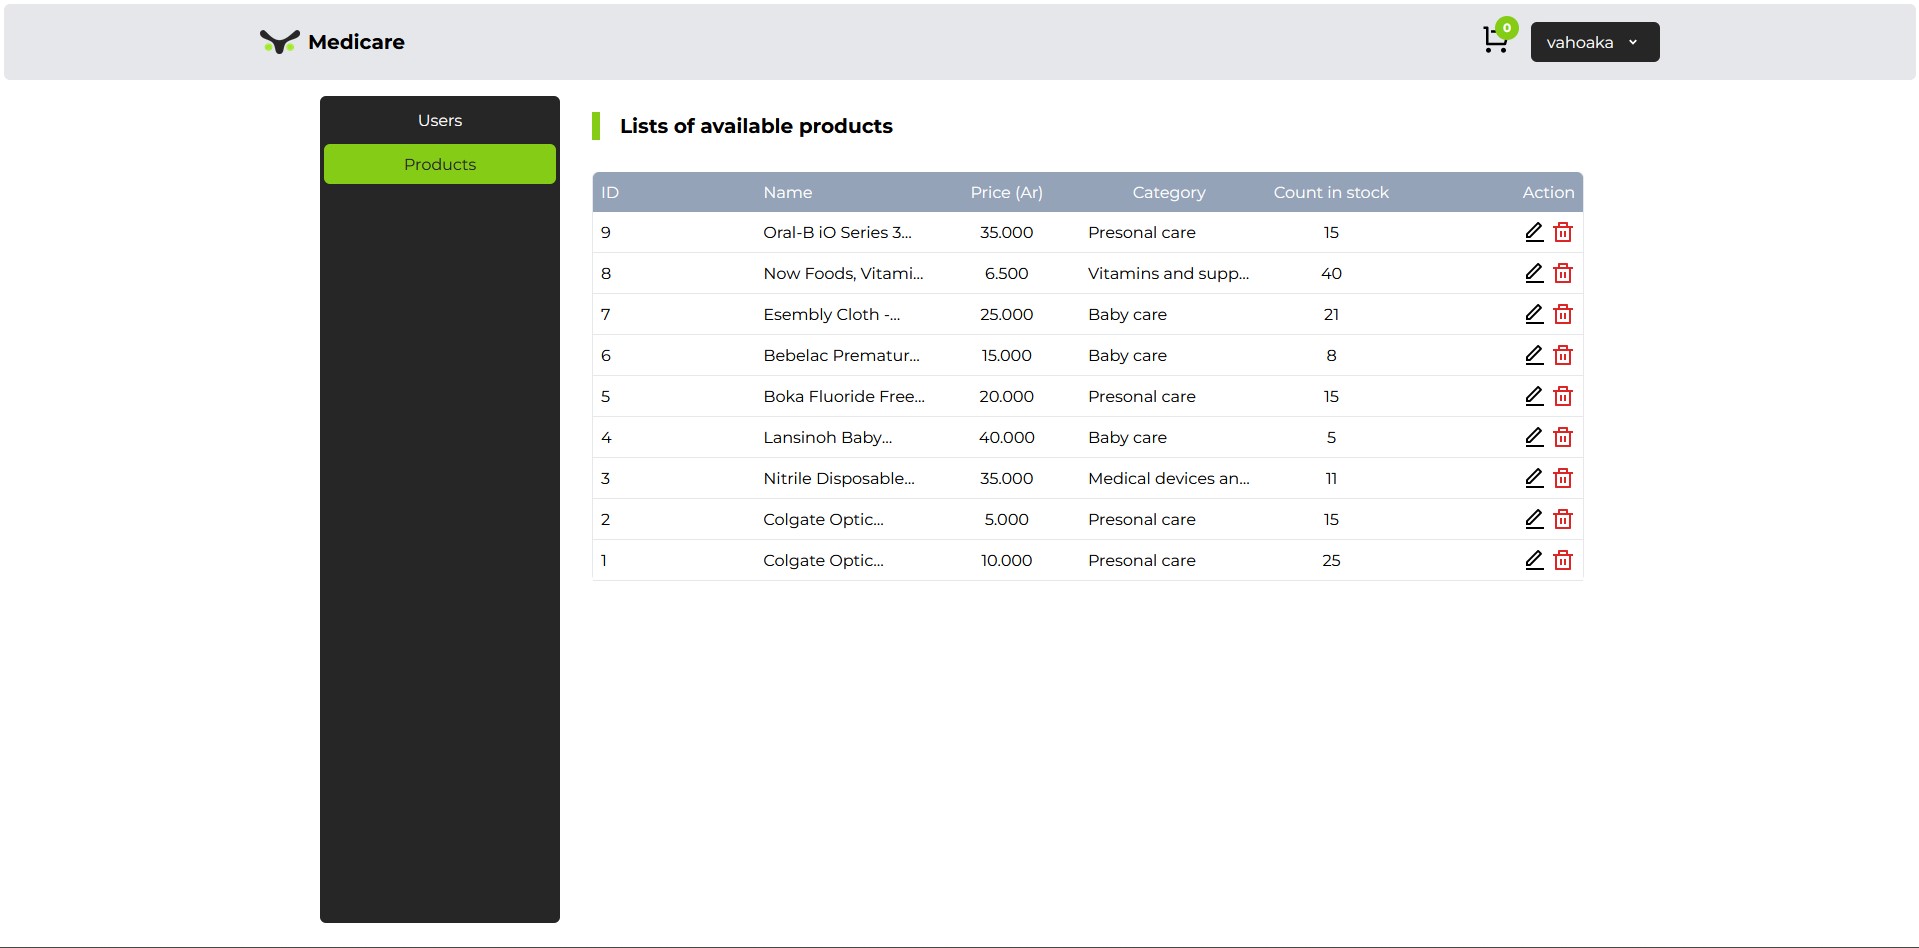 Medicare
0
vahoaka
Users
Products
Lists of available products
ID Name Price (Ar) Category Count in stock Action
9 Oral-B iO Series 3... 35.000 Presonal care 15
8 Now Foods, Vitami... 6.500 Vitamins and supp... 40
7 Esembly Cloth -... 25.000 Baby care 21
6 Bebelac Prematur... 15.000 Baby care 8
5 Boka Fluoride Free... 20.000 Presonal care 15
4 Lansinoh Baby... 40.000 Baby care 5
3 Nitrile Disposable... 35.000 Medical devices an... 11
2 Colgate Optic... 5.000 Presonal care 15
1 Colgate Optic... 10.000 Presonal care 25